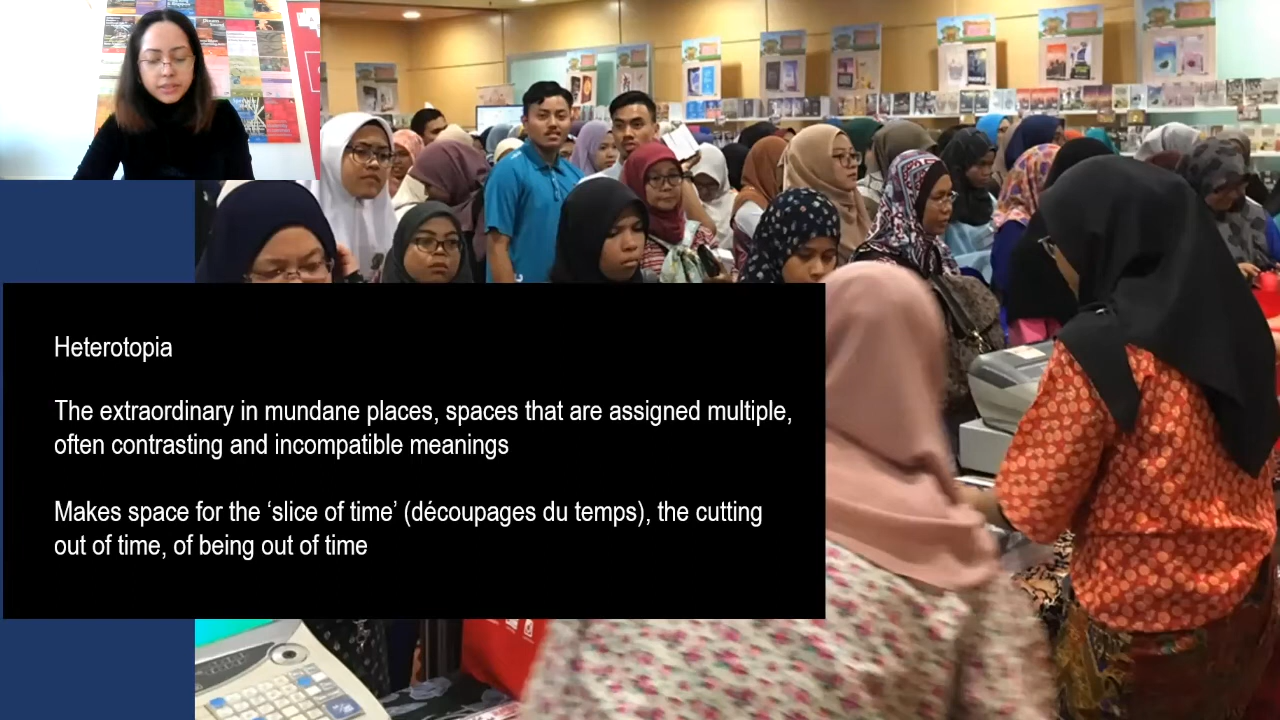 Heterotopia
The extraordinary in mundane places, spaces that are assigned multiple,
often contrasting and incompatible meanings
Makes space for the ‘slice of time’ (découpages du temps), the cutting
out of time, of being out of time